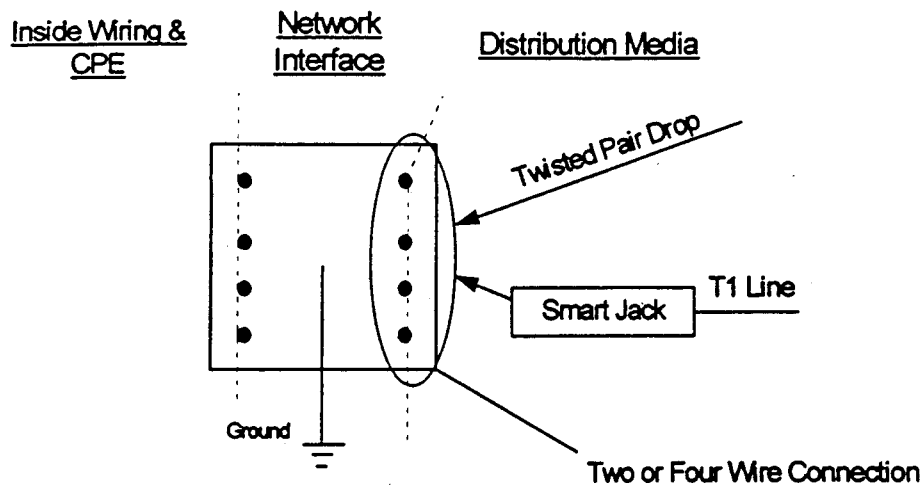 Inside Wiring &
CPE
Network
Interface
Distribution Media
Twisted Pair Drop
Smart Jack
T1 Line
Ground
Two or Four Wire Connection